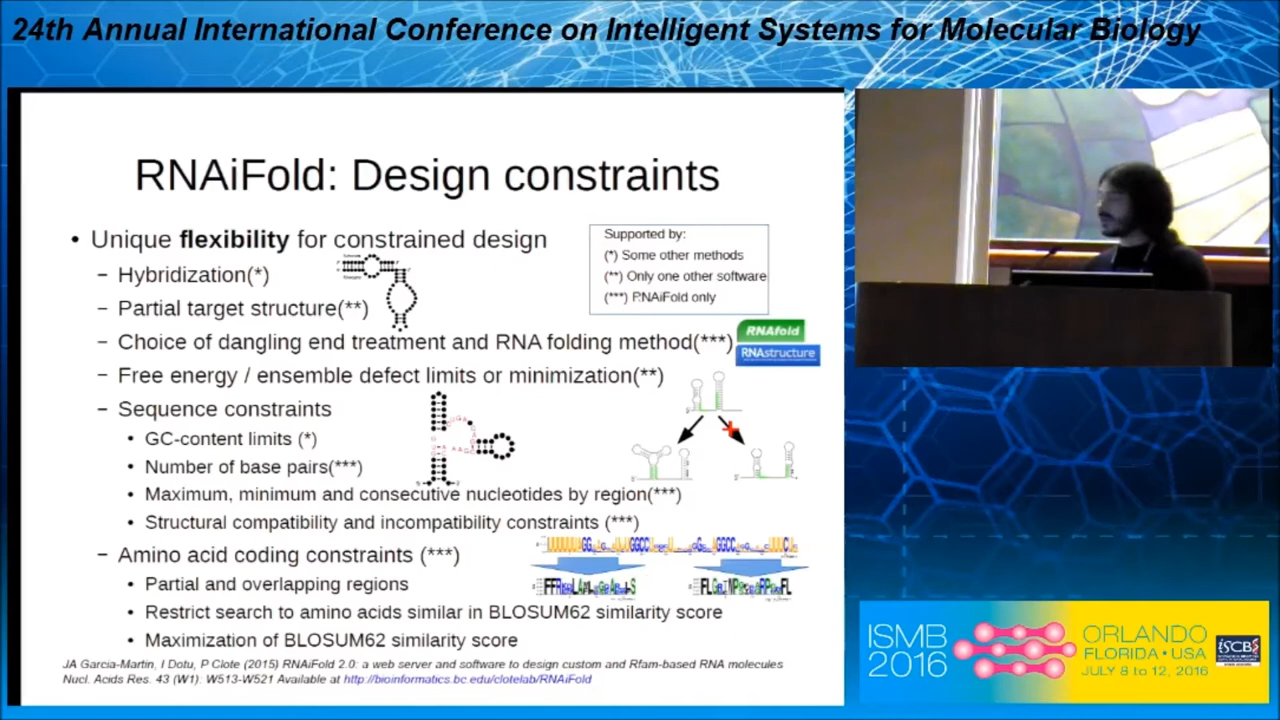 24th Annual International Conference on Intelligent Systems for Molecular Biology
RNAiFold: Design constraints
• Unique flexibility for constrained design
– Hybridization(*)
– Partial target structure(**)
– Choice of dangling end treatment and RNA folding method(***)
– Free energy / ensemble defect limits or minimization(**)
– Sequence constraints
• GC-content limits (*)
• Number of base pairs(***)
• Maximum, minimum and consecutive nucleotides by region(***)
• Structural compatibility and incompatibility constraints (***)
– Amino acid coding constraints (***)
• Partial and overlapping regions
• Restrict search to amino acids similar in BLOSUM62 similarity score
• Maximization of BLOSUM62 similarity score
Supported by:
(*) Some other methods
(**) Only one other software
(***) RNAiFold only
RNAfold
RNAstructure
JA Garcia-Martin, I Dotu, P Clote (2015) RNAiFold 2.0: a web server and software to design custom and Rfam-based RNA molecules
Nucl. Acids Res. 43 (W1): W513-W521 Available at http://bioinformatics.bc.edu/clotelab/RNAiFold
ISMB
2016
ORLANDO
FLORIDA • USA
JULY 8 to 12, 2016
iSCB